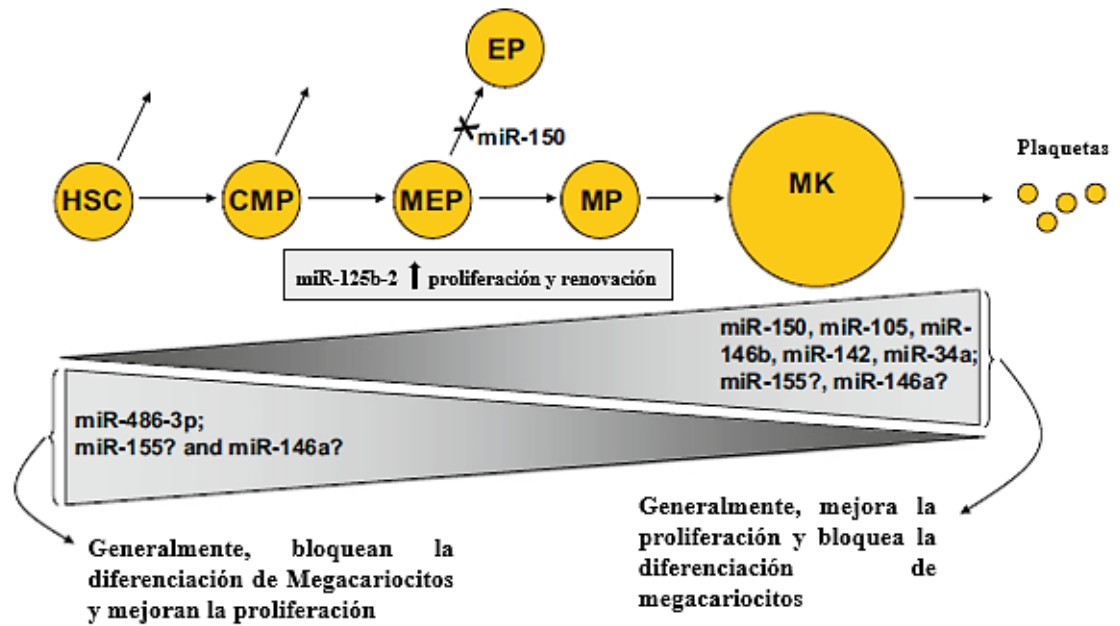 EP
miR-150
HSC
CMP
MEP
MP
MK
Plaquetas
miR-125b-2 ⬆ proliferación y renovación
miR-150, miR-105, miR-
146b, miR-142, miR-34a;
miR-155?, miR-146a?
miR-486-3p;
miR-155? and miR-146a?
Generalmente, bloquean la
diferenciación de Megacariocitos
y mejoran la proliferación
Generalmente, mejora la
proliferación y bloquea la
diferenciación de
megacariocitos